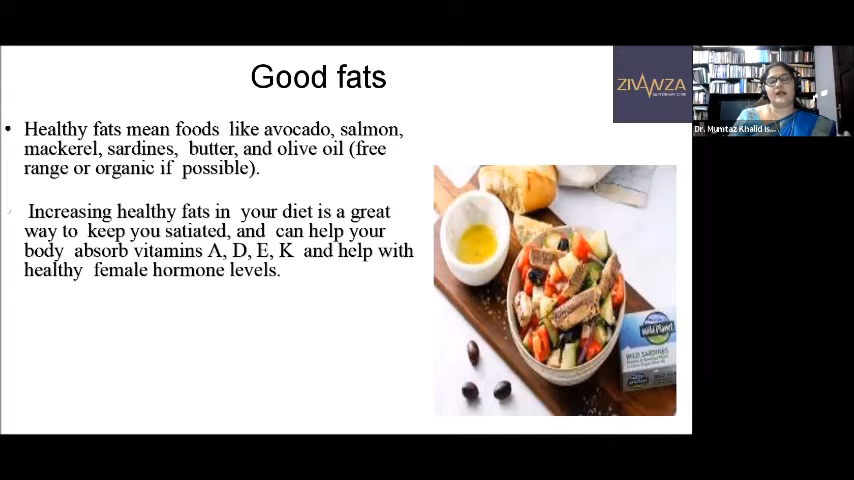 Good fats
• Healthy fats mean foods like avocado, salmon,
mackerel, sardines, butter, and olive oil (free
range or organic if possible).
Increasing healthy fats in your diet is a great
way to keep you satiated, and can help your
body absorb vitamins A, D, E, K and help with
healthy female hormone levels.
ZIVANZA
Dr. Mumtaz Khalid Is...
Wild Planet
WILD SARDINES